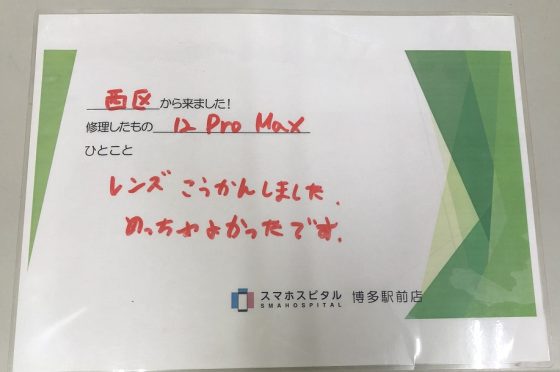 西区から来ました!
修理したもの 12 Pro Max
ひとこと
レンズ こうかんしました.
めっちゃよかったです.
スマホスピタル 博多駅前店
SMAHOSPITAL